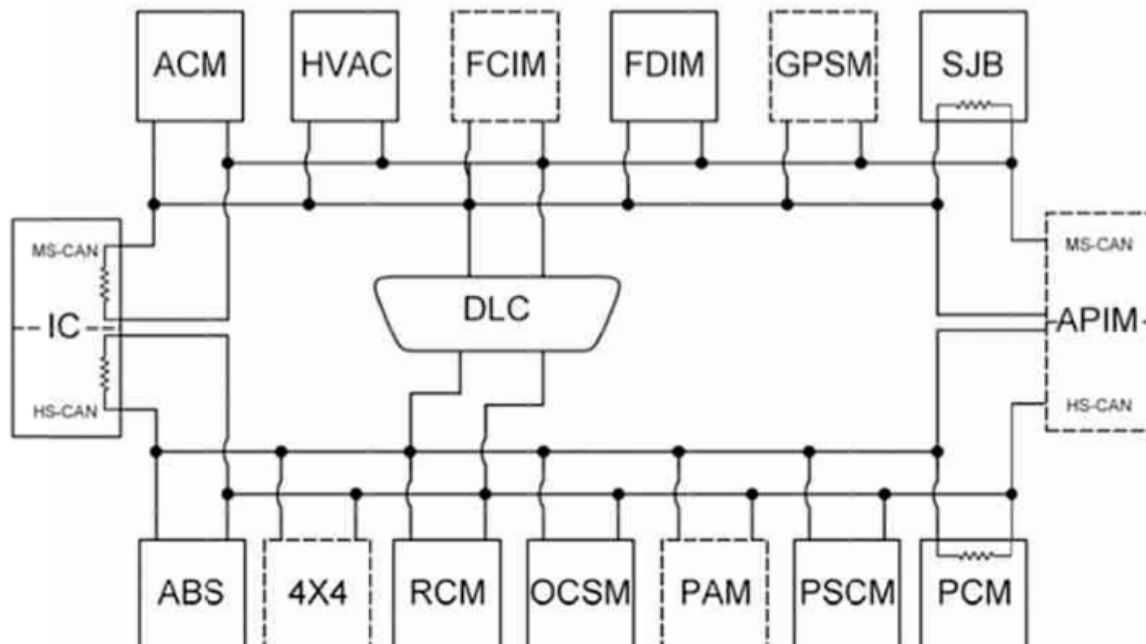 ACM
HVAC
FCIM
FDIM
GPSM
SJB
MS-CAN
IC
HS-CAN
DLC
MS-CAN
APIM
HS-CAN
ABS
4X4
RCM
OCSM
PAM
PSCM
PCM